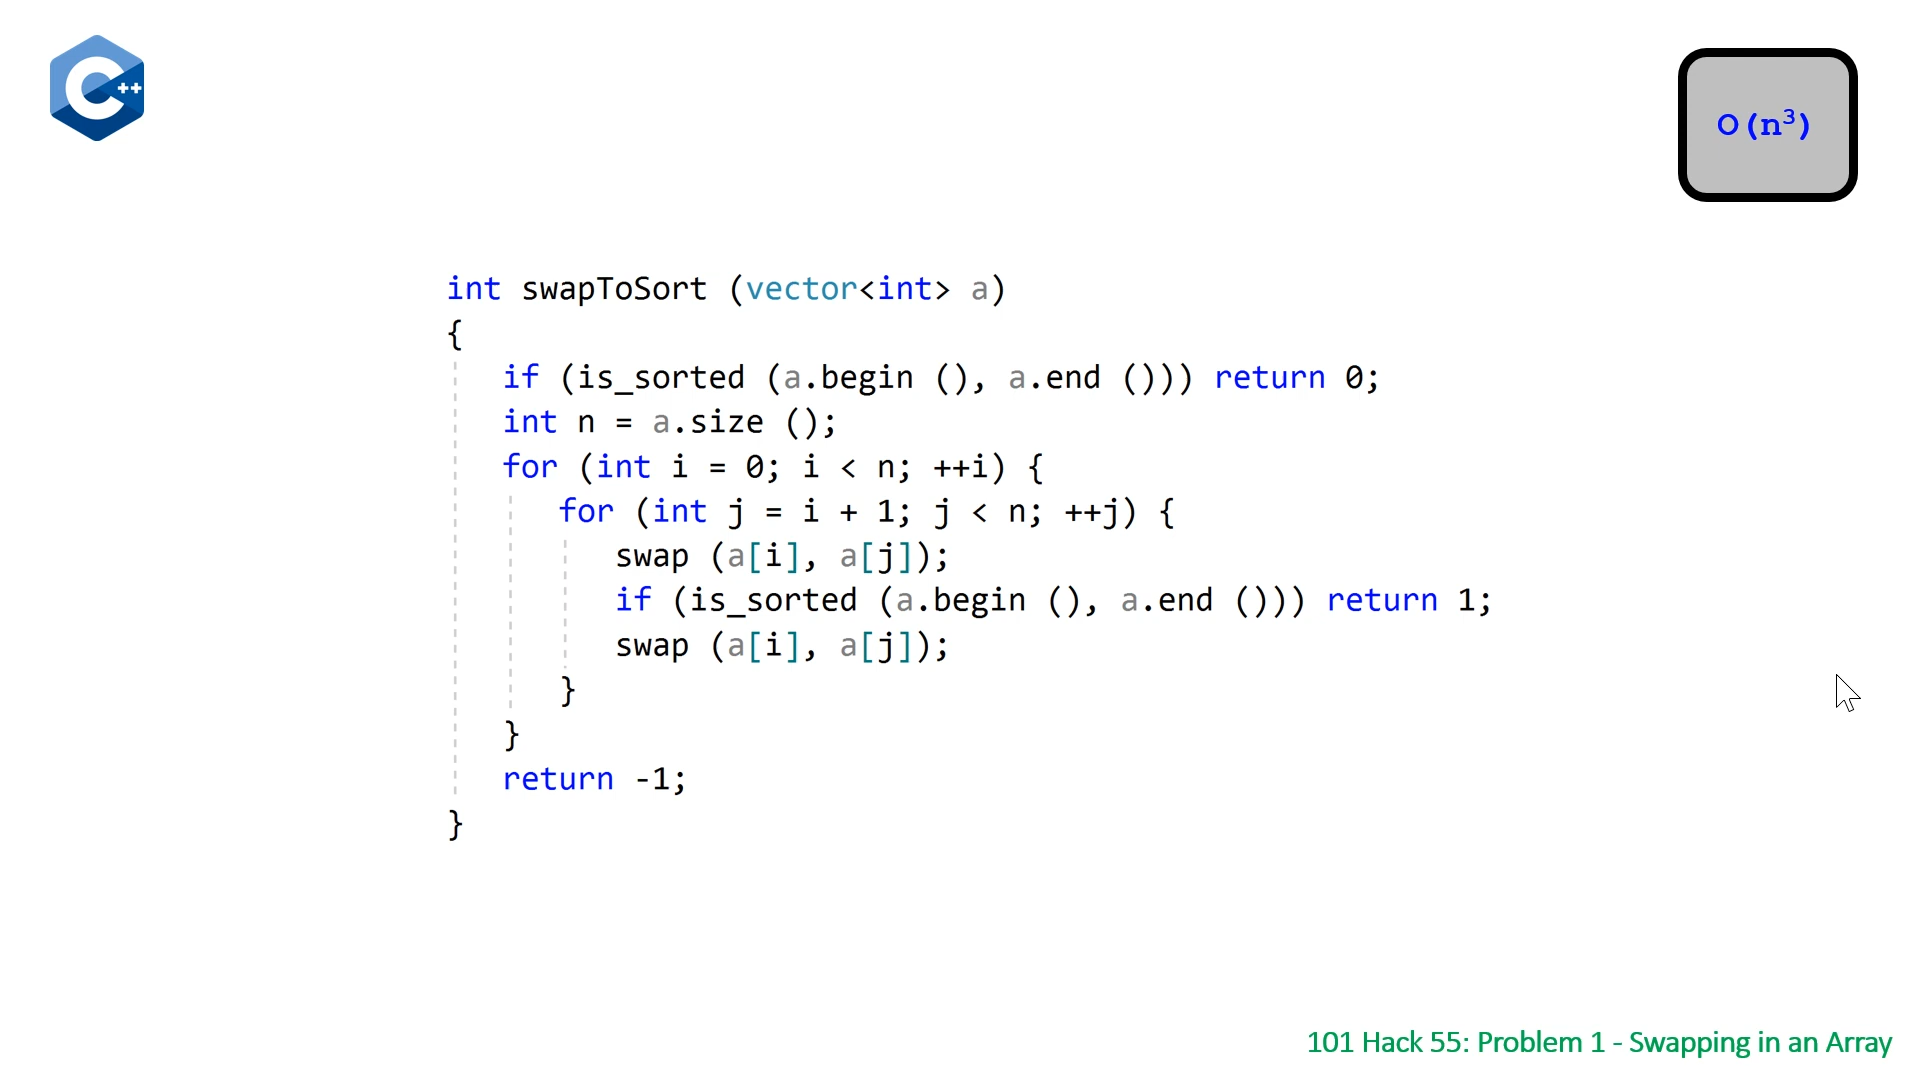 C++
O(n³)
int swapToSort (vector<int> a)
{
   if (is_sorted (a.begin (), a.end ())) return 0;
   int n = a.size ();
   for (int i = 0; i < n; ++i) {
      for (int j = i + 1; j < n; ++j) {
         swap (a[i], a[j]);
         if (is_sorted (a.begin (), a.end ())) return 1;
         swap (a[i], a[j]);
      }
   }
   return -1;
}
101 Hack 55: Problem 1 - Swapping in an Array